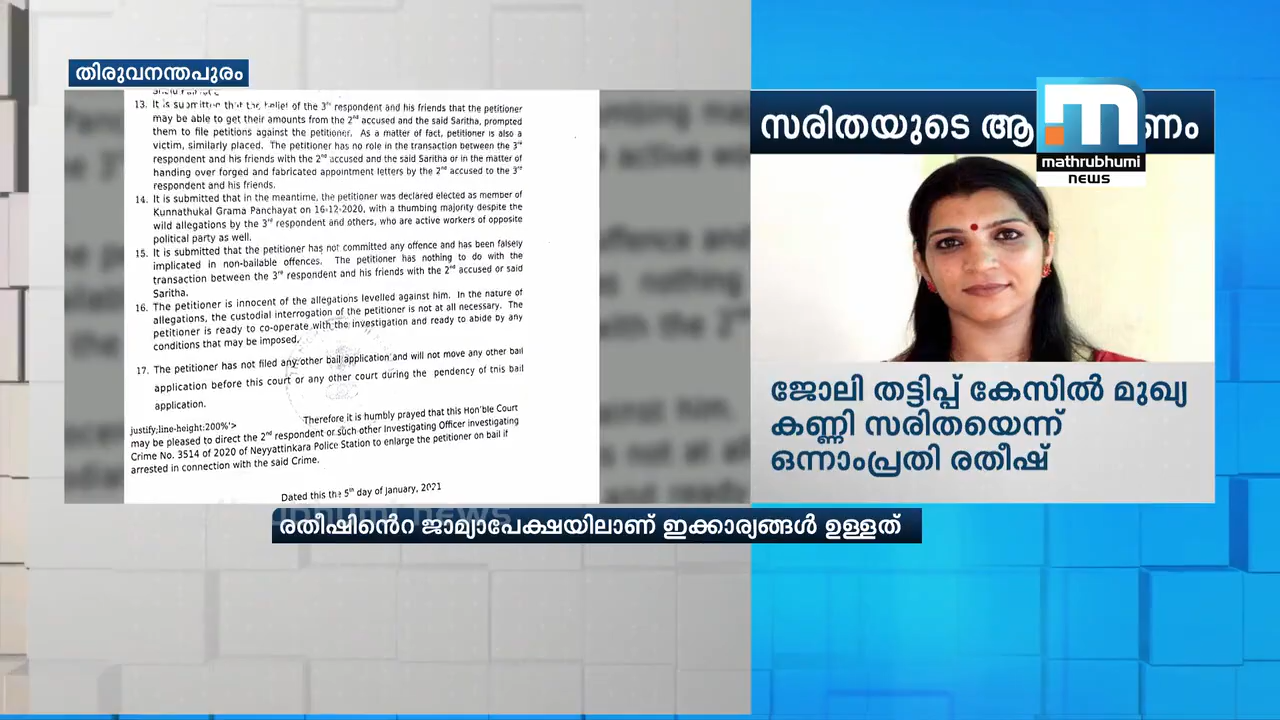 തിരുവനന്തപുരം
13. It is submitted that the belief of the 3rd respondent and his friends that the petitioner
may be able to get their amounts from the 2nd accused and the said Saritha, prompted
them to file petitions against the petitioner. As a matter of fact, petitioner is also a
victim, similarly placed. The petitioner has no role in the transaction between the 3rd
respondent and his friends with the 2nd accused and the said Saritha or in the matter of
handing over forged and fabricated appointment letters by the 2nd accused to the 3rd
respondent and his friends.
14. It is submitted that in the meantime, the petitioner was declared elected as member of
Kunnathukal Grama Panchayat on 16-12-2020, with a thumbing majority despite the
wild allegations by the 3rd respondent and others, who are active workers of opposite
political party as well.
15. It is submitted that the petitioner has not committed any offence and has been falsely
implicated in non-bailable offences. The petitioner has nothing to do with the
transaction between the 3rd respondent and his friends with the 2nd accused or said
Saritha.
16. The petitioner is innocent of the allegations levelled against him. In the nature of
allegations, the custodial interrogation of the petitioner is not at all necessary. The
petitioner is ready to co-operate with the investigation and ready to abide by any
conditions that may be imposed.
17. The petitioner has not filed any other bail application and will not move any other bail
application before this court or any other court during the pendency of this bail
application.
justify;line-height:200%'> Therefore it is humbly prayed that this Hon'ble Court
may be pleased to direct the 2nd respondent or such other Investigating Officer investigating
Crime No. 3514 of 2020 of Neyyattinkara Police Station to enlarge the petitioner on bail if
arrested in connection with the said Crime.
Dated this the 5th day of January, 2021
സരിതയുടെ
mathrubhumi
NEWS
ജോലി തട്ടിപ്പ് കേസിൽ മുഖ്യ
കണ്ണി സരിതയെന്ന്
ഒന്നാംപ്രതി രതീഷ്
രതീഷിൻെറ ജാമ്യാപേക്ഷയിലാണ് ഇക്കാര്യങ്ങൾ ഉള്ളത്